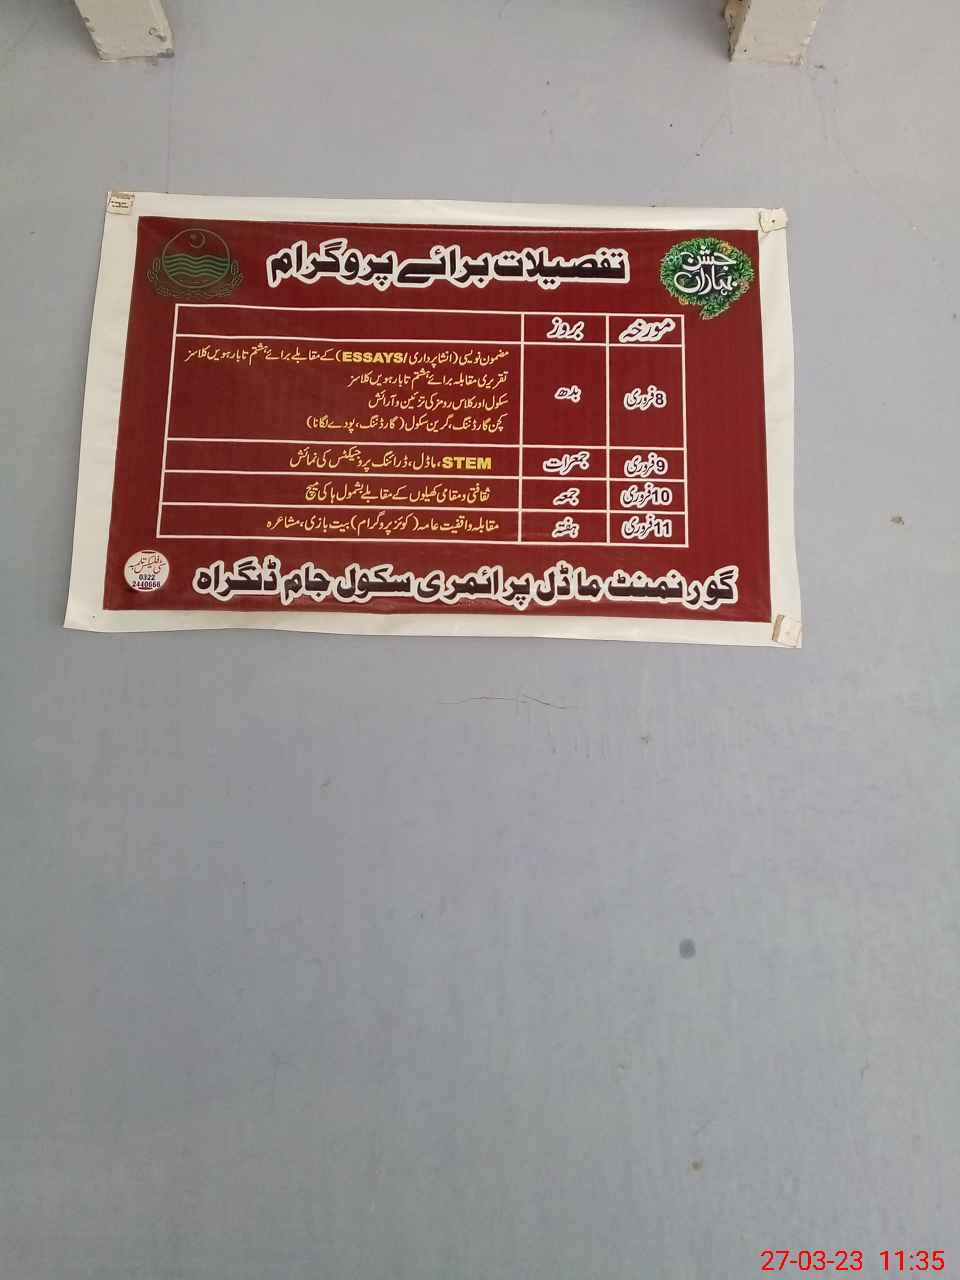 جشن بہاراں
تفصیلات برائے پروگرام
مورخہ بروز
8 فروری بدھ
مضمون نویسی (انشا پرداری /ESSAYS) کے مقابلے برائے ہشتم تا بارہویں کلاسز
تقریری مقابلہ برائے ہشتم تا بارہویں کلاسز
سکول اور کلاس رومز کی تزئین و آرائش
کچن گارڈننگ، گرین سکول (گارڈننگ، پودے لگانا)
9 فروری جمعرات STEM، ماڈل، ڈرائنگ پروجیکٹس کی نمائش
10 فروری جمعہ ثقافتی و مقامی کھیلوں کے مقابلے بشمول ہاکی میچ
11 فروری ہفتہ مقابلہ واقفیت عامہ (کوئز پروگرام) بیت بازی، مشاعرہ
گورنمنٹ ماڈل پرائمری سکول جام ڈنگراہ
0322
2440666
27-03-23 11:35